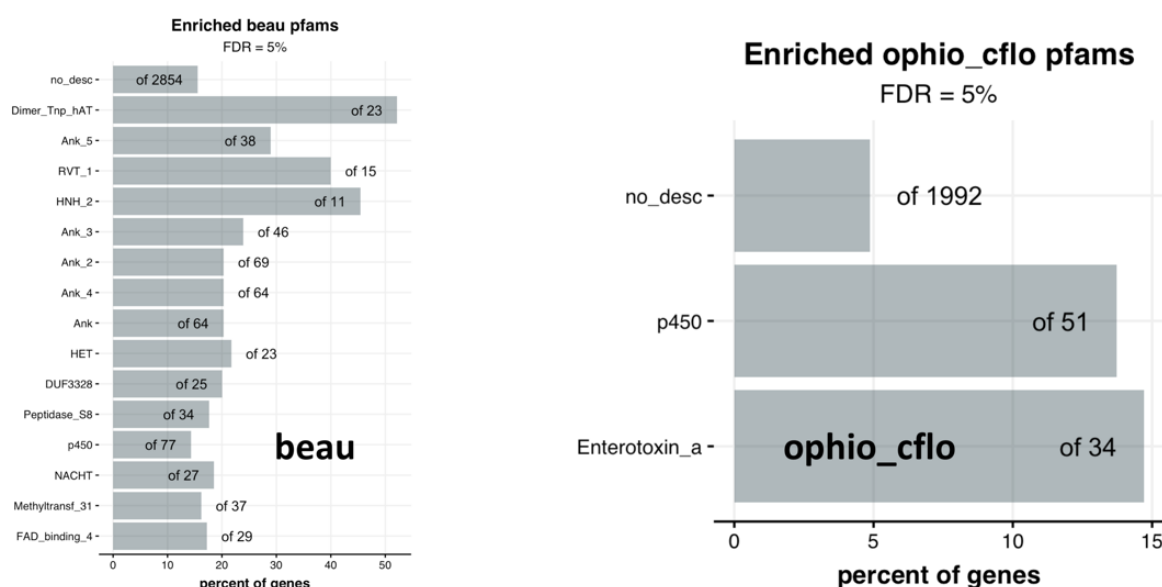 Enriched beau pfams
FDR = 5%
no_desc
of 2854
Dimer_Tnp_hAT
of 23
Ank_5
of 38
RVT_1
of 15
HNH_2
of 11
Ank_3
of 46
Ank_2
of 69
Ank_4
of 64
Ank
of 64
HET
of 23
DUF3328
of 25
Peptidase_S8
of 34
p450
of 77
beau
NACHT
of 27
Methyltransf_31
of 37
FAD_binding_4
of 29
0 10 20 30 40 50
percent of genes
Enriched ophio_cflo pfams
FDR = 5%
no_desc
of 1992
p450
of 51
Enterotoxin_a
ophio_cflo
of 34
0 5 10 15
percent of genes